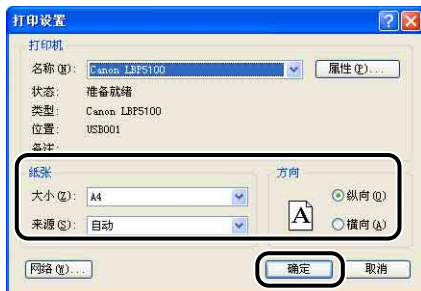 打印设置
打印机
名称(N): Canon LBP5100 属性(P)...
状态: 准备就绪
类型: Canon LBP5100
位置: USB001
备注:
纸张
大小(Z): A4
来源(S): 自动
方向
A
纵向(O)
横向(A)
网络(W)... 确定 取消